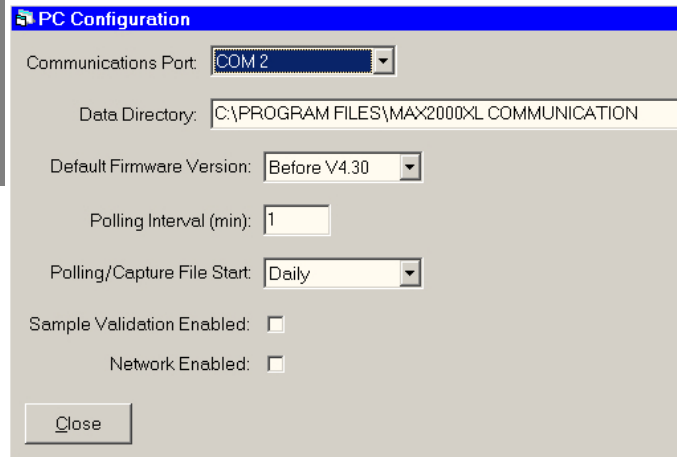 PC Configuration
Communications Port: COM 2
Data Directory: C:\PROGRAM FILES\MAX2000XL COMMUNICATION
Default Firmware Version: Before V4.30
Polling Interval (min): 1
Polling/Capture File Start: Daily
Sample Validation Enabled:
Network Enabled:
Close